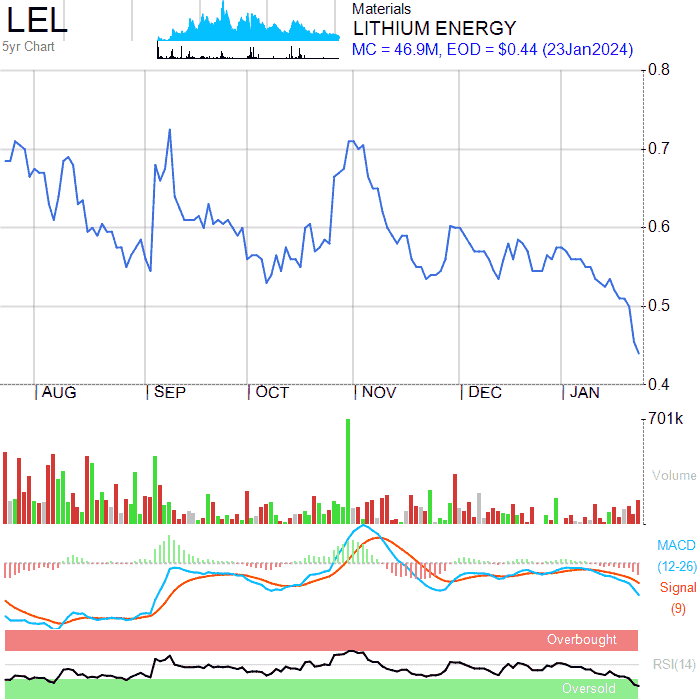 LEL
5yr Chart
Materials
LITHIUM ENERGY
MC = 46.9M, EOD = $0.44 (23Jan2024)
0.8
0.7
0.6
0.5
0.4
AUG SEP OCT NOV DEC JAN
701k
Volume
MACD
(12-26)
Signal
(9)
Overbought
RSI(14)
Oversold